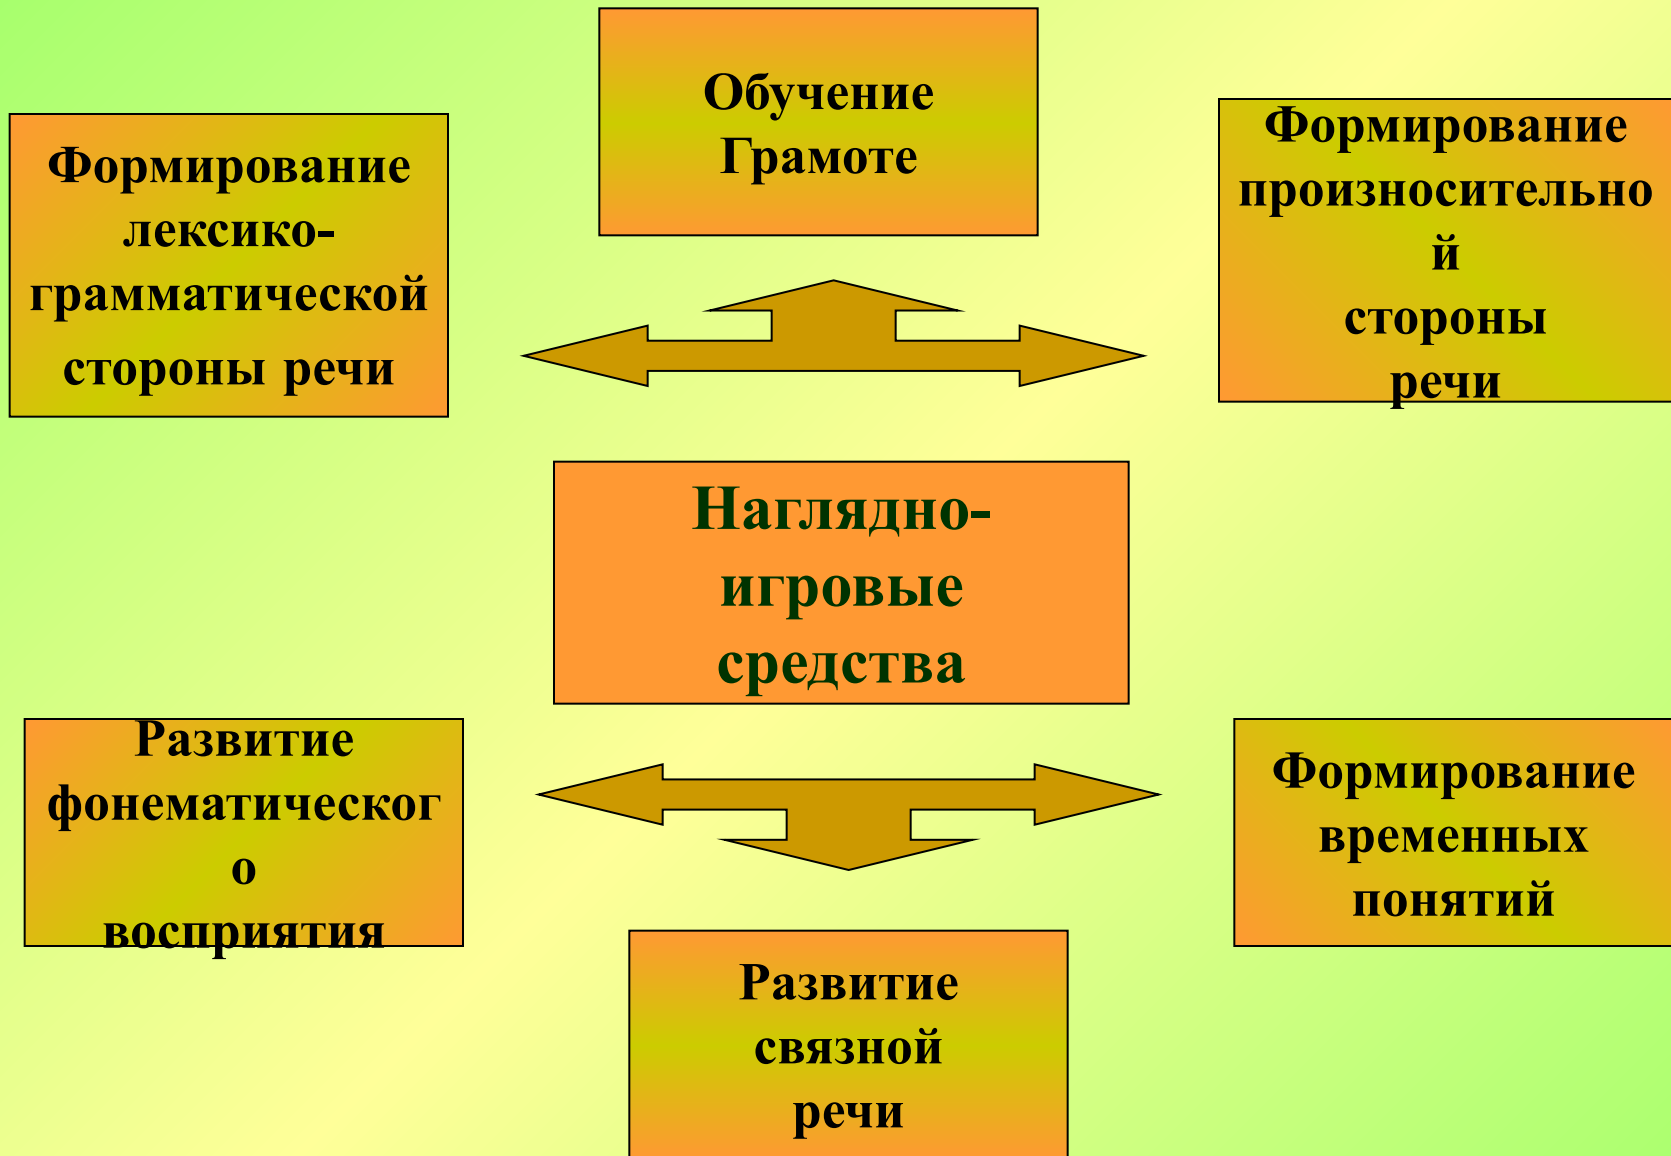 Обучение
Грамоте
Формирование
лексико-
грамматической
стороны речи
Формирование
произносительно
й
стороны
речи
Наглядно-
игровые
средства
Развитие
фонематическог
о
восприятия
Формирование
временных
понятий
Развитие
связной
речи